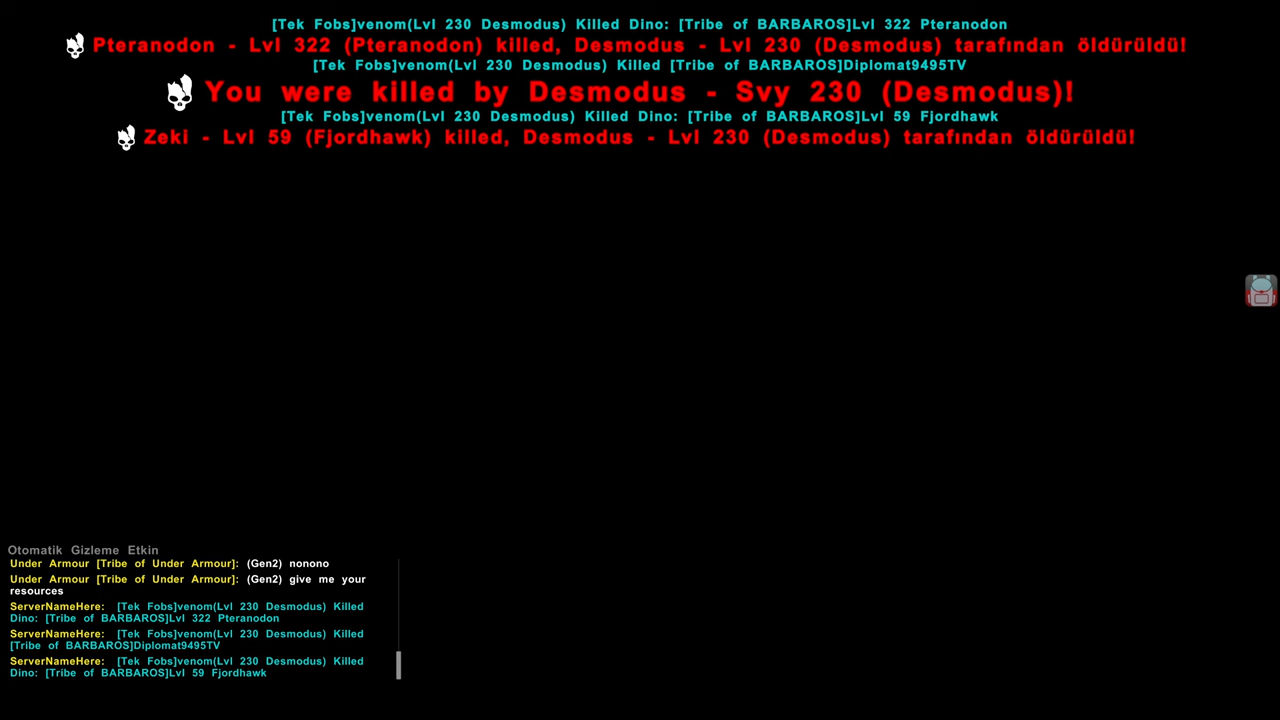 [Tek Fobs]venom(Lvl 230 Desmodus) Killed Dino: [Tribe of BARBAROS]Lvl 322 Pteranodon
Pteranodon - Lvl 322 (Pteranodon) killed, Desmodus - Lvl 230 (Desmodus) tarafından öldürüldü!
[Tek Fobs]venom(Lvl 230 Desmodus) Killed [Tribe of BARBAROS]Diplomat9495TV
You were killed by Desmodus - Svy 230 (Desmodus)!
[Tek Fobs]venom(Lvl 230 Desmodus) Killed Dino: [Tribe of BARBAROS]Lvl 59 Fjordhawk
Zeki - Lvl 59 (Fjordhawk) killed, Desmodus - Lvl 230 (Desmodus) tarafından öldürüldü!
Otomatik Gizleme Etkin
Under Armour [Tribe of Under Armour]: (Gen2) nonono
Under Armour [Tribe of Under Armour]: (Gen2) give me your
resources
ServerNameHere: [Tek Fobs]venom(Lvl 230 Desmodus) Killed
Dino: [Tribe of BARBAROS]Lvl 322 Pteranodon
ServerNameHere: [Tek Fobs]venom(Lvl 230 Desmodus) Killed
[Tribe of BARBAROS]Diplomat9495TV
ServerNameHere: [Tek Fobs]venom(Lvl 230 Desmodus) Killed
Dino: [Tribe of BARBAROS]Lvl 59 Fjordhawk